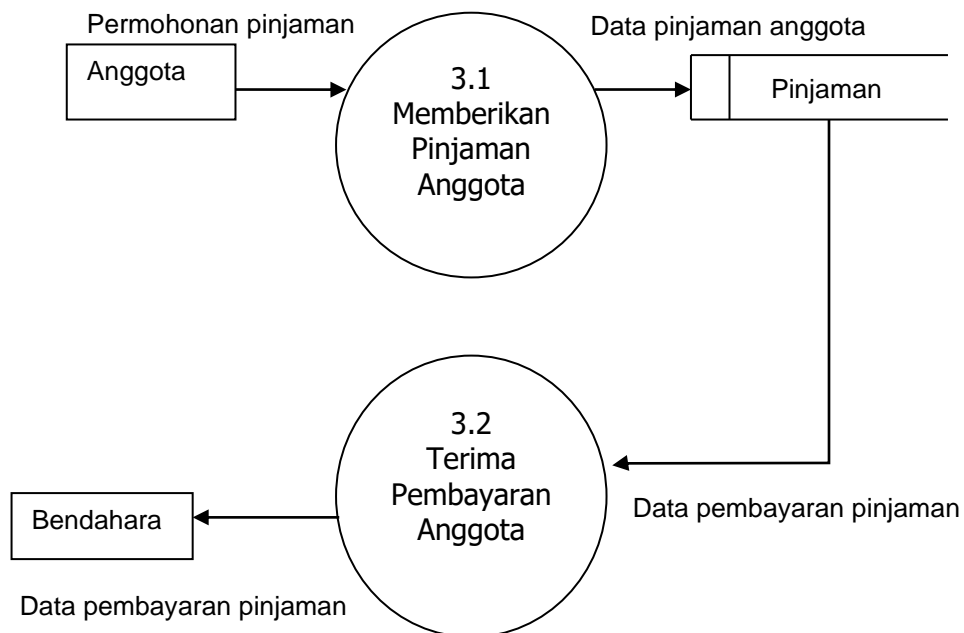 Permohonan pinjaman
Data pinjaman anggota
Anggota
3.1
Memberikan
Pinjaman
Anggota
Pinjaman
3.2
Terima
Pembayaran
Anggota
Bendahara
Data pembayaran pinjaman
Data pembayaran pinjaman